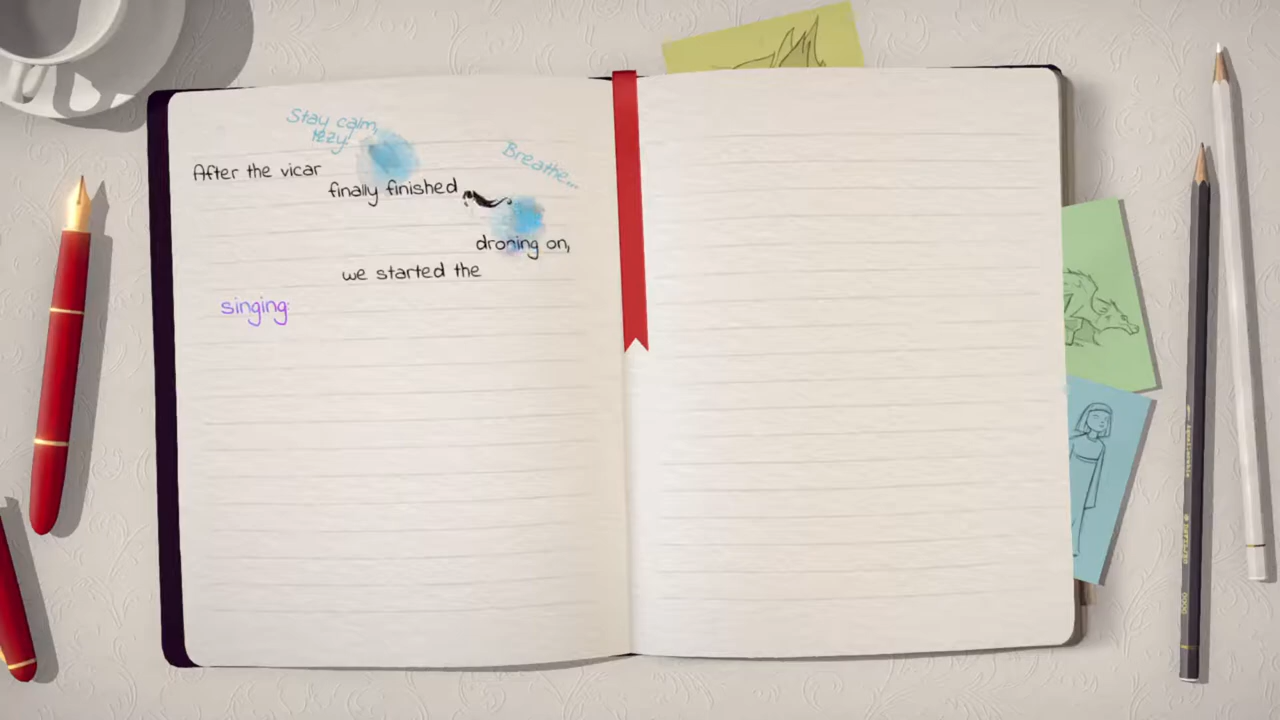 Stay calm,
Izzy.
Breathe...
After the vicar
finally finished
droning on,
we started the
singing: